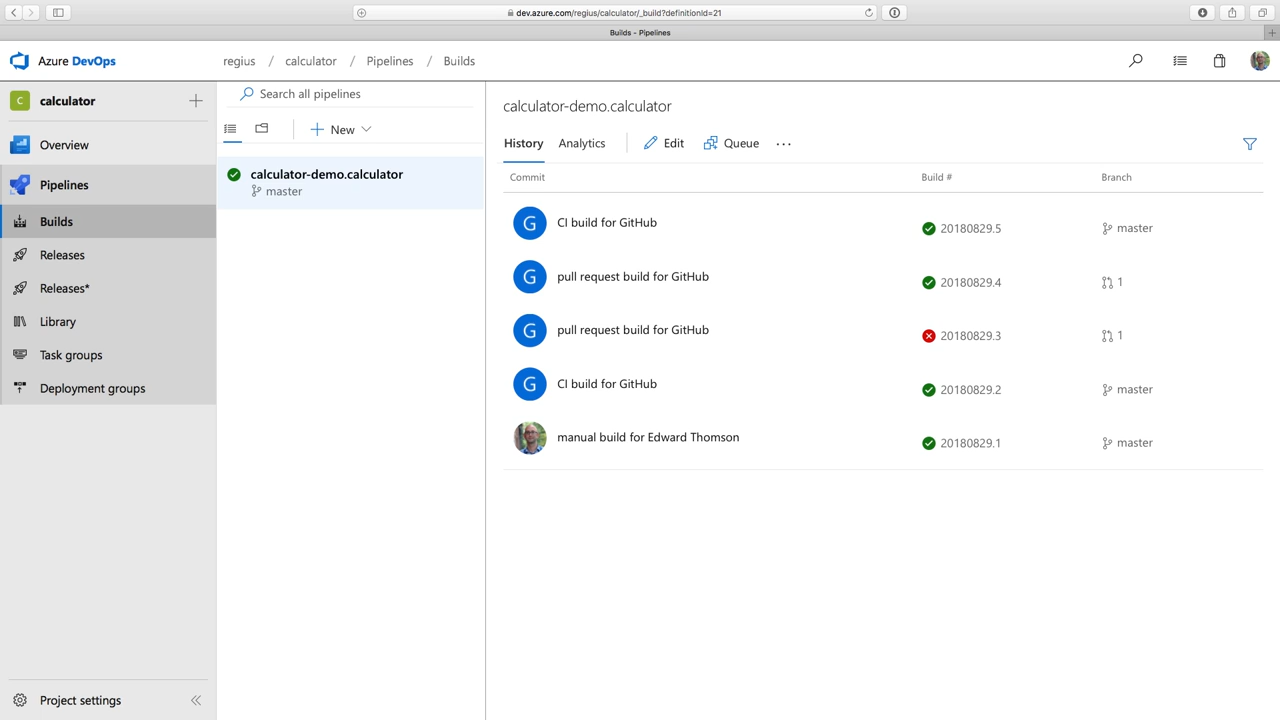 dev.azure.com/regius/calculator/_build?definitionId=21
Builds - Pipelines
Azure DevOps
regius / calculator / Pipelines / Builds
C calculator
Overview
Pipelines
Builds
Releases
Releases*
Library
Task groups
Deployment groups
Project settings
Search all pipelines
New
calculator-demo.calculator
master
calculator-demo.calculator
History Analytics Edit Queue ...
Commit Build # Branch
G CI build for GitHub 20180829.5 master
G pull request build for GitHub 20180829.4 1
G pull request build for GitHub 20180829.3 1
G CI build for GitHub 20180829.2 master
manual build for Edward Thomson 20180829.1 master